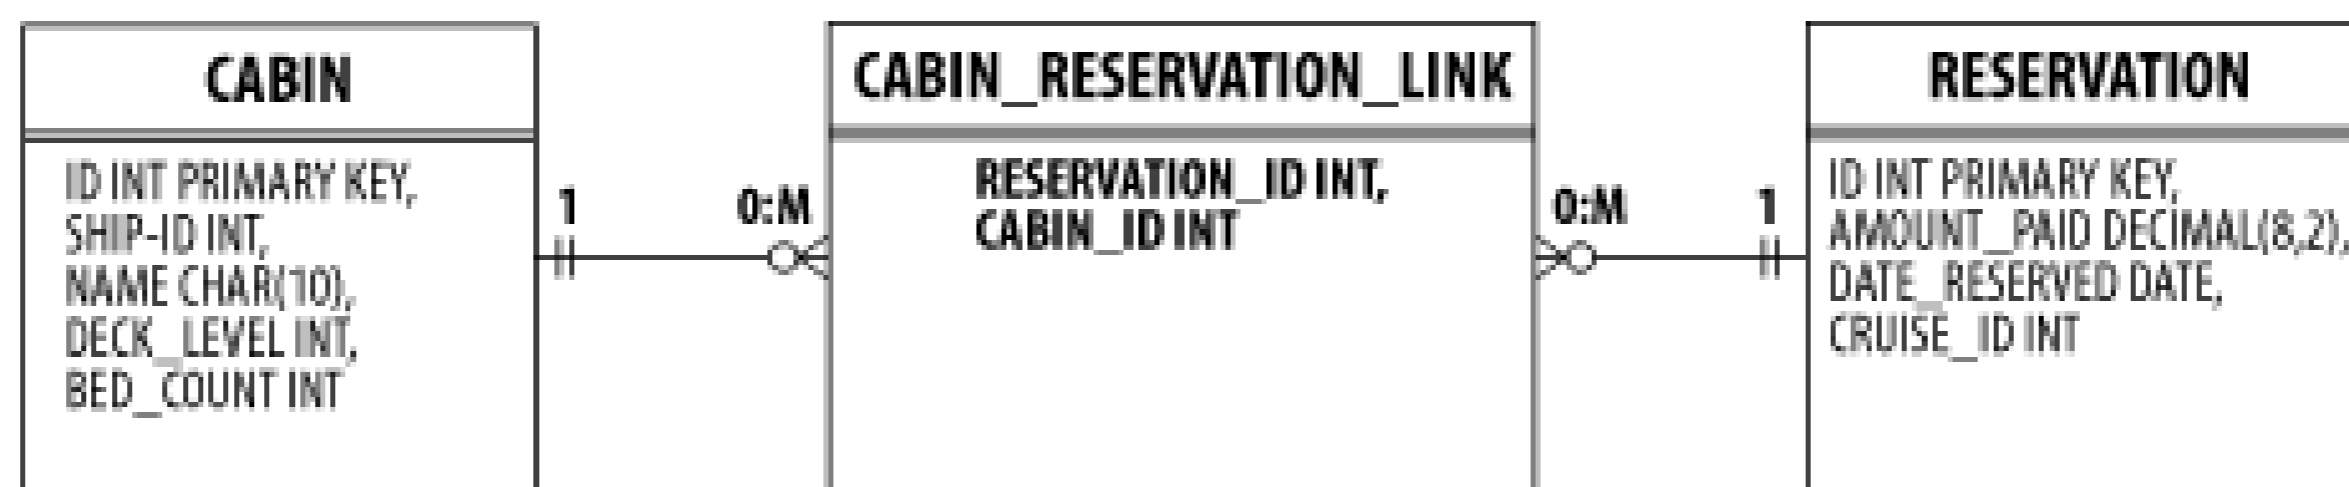 CABIN
ID INT PRIMARY KEY,
SHIP-ID INT,
NAME CHAR(10),
DECK_LEVEL INT,
BED_COUNT INT
1
0:M
CABIN_RESERVATION_LINK
RESERVATION_ID INT,
CABIN_ID INT
0:M
1
RESERVATION
ID INT PRIMARY KEY,
AMOUNT_PAID DECIMAL(8,2),
DATE_RESERVED DATE,
CRUISE_ID INT